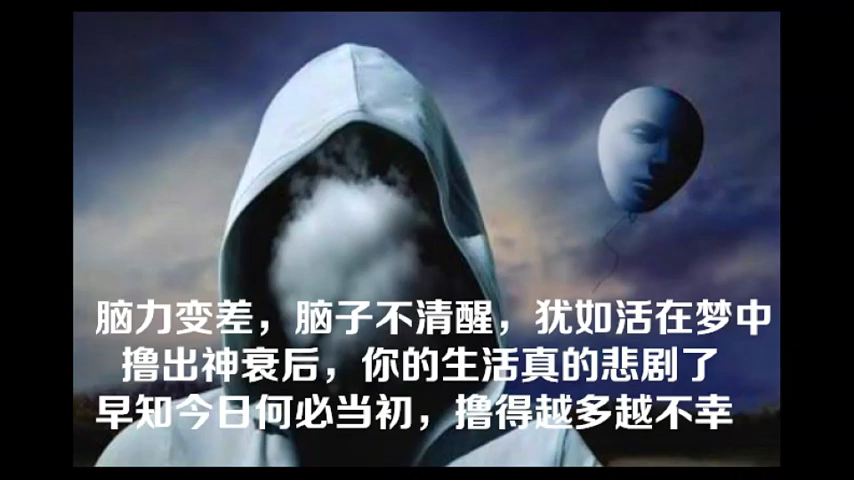 脑力变差，脑子不清醒，犹如活在梦中
撸出神衰后，你的生活真的悲剧了
早知今日何必当初，撸得越多越不幸